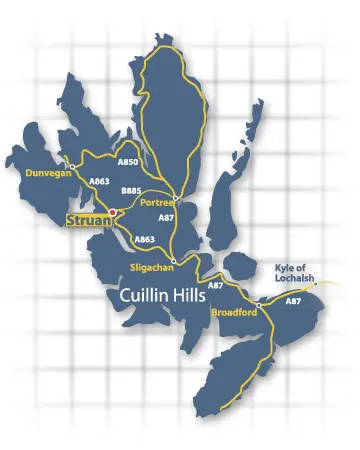 A850
Dunvegan
A863
B885
Portree
Struan
A87
A863
Sligachan
Kyle of
Lochalsh
A87
Cuillin Hills
A87
Broadford